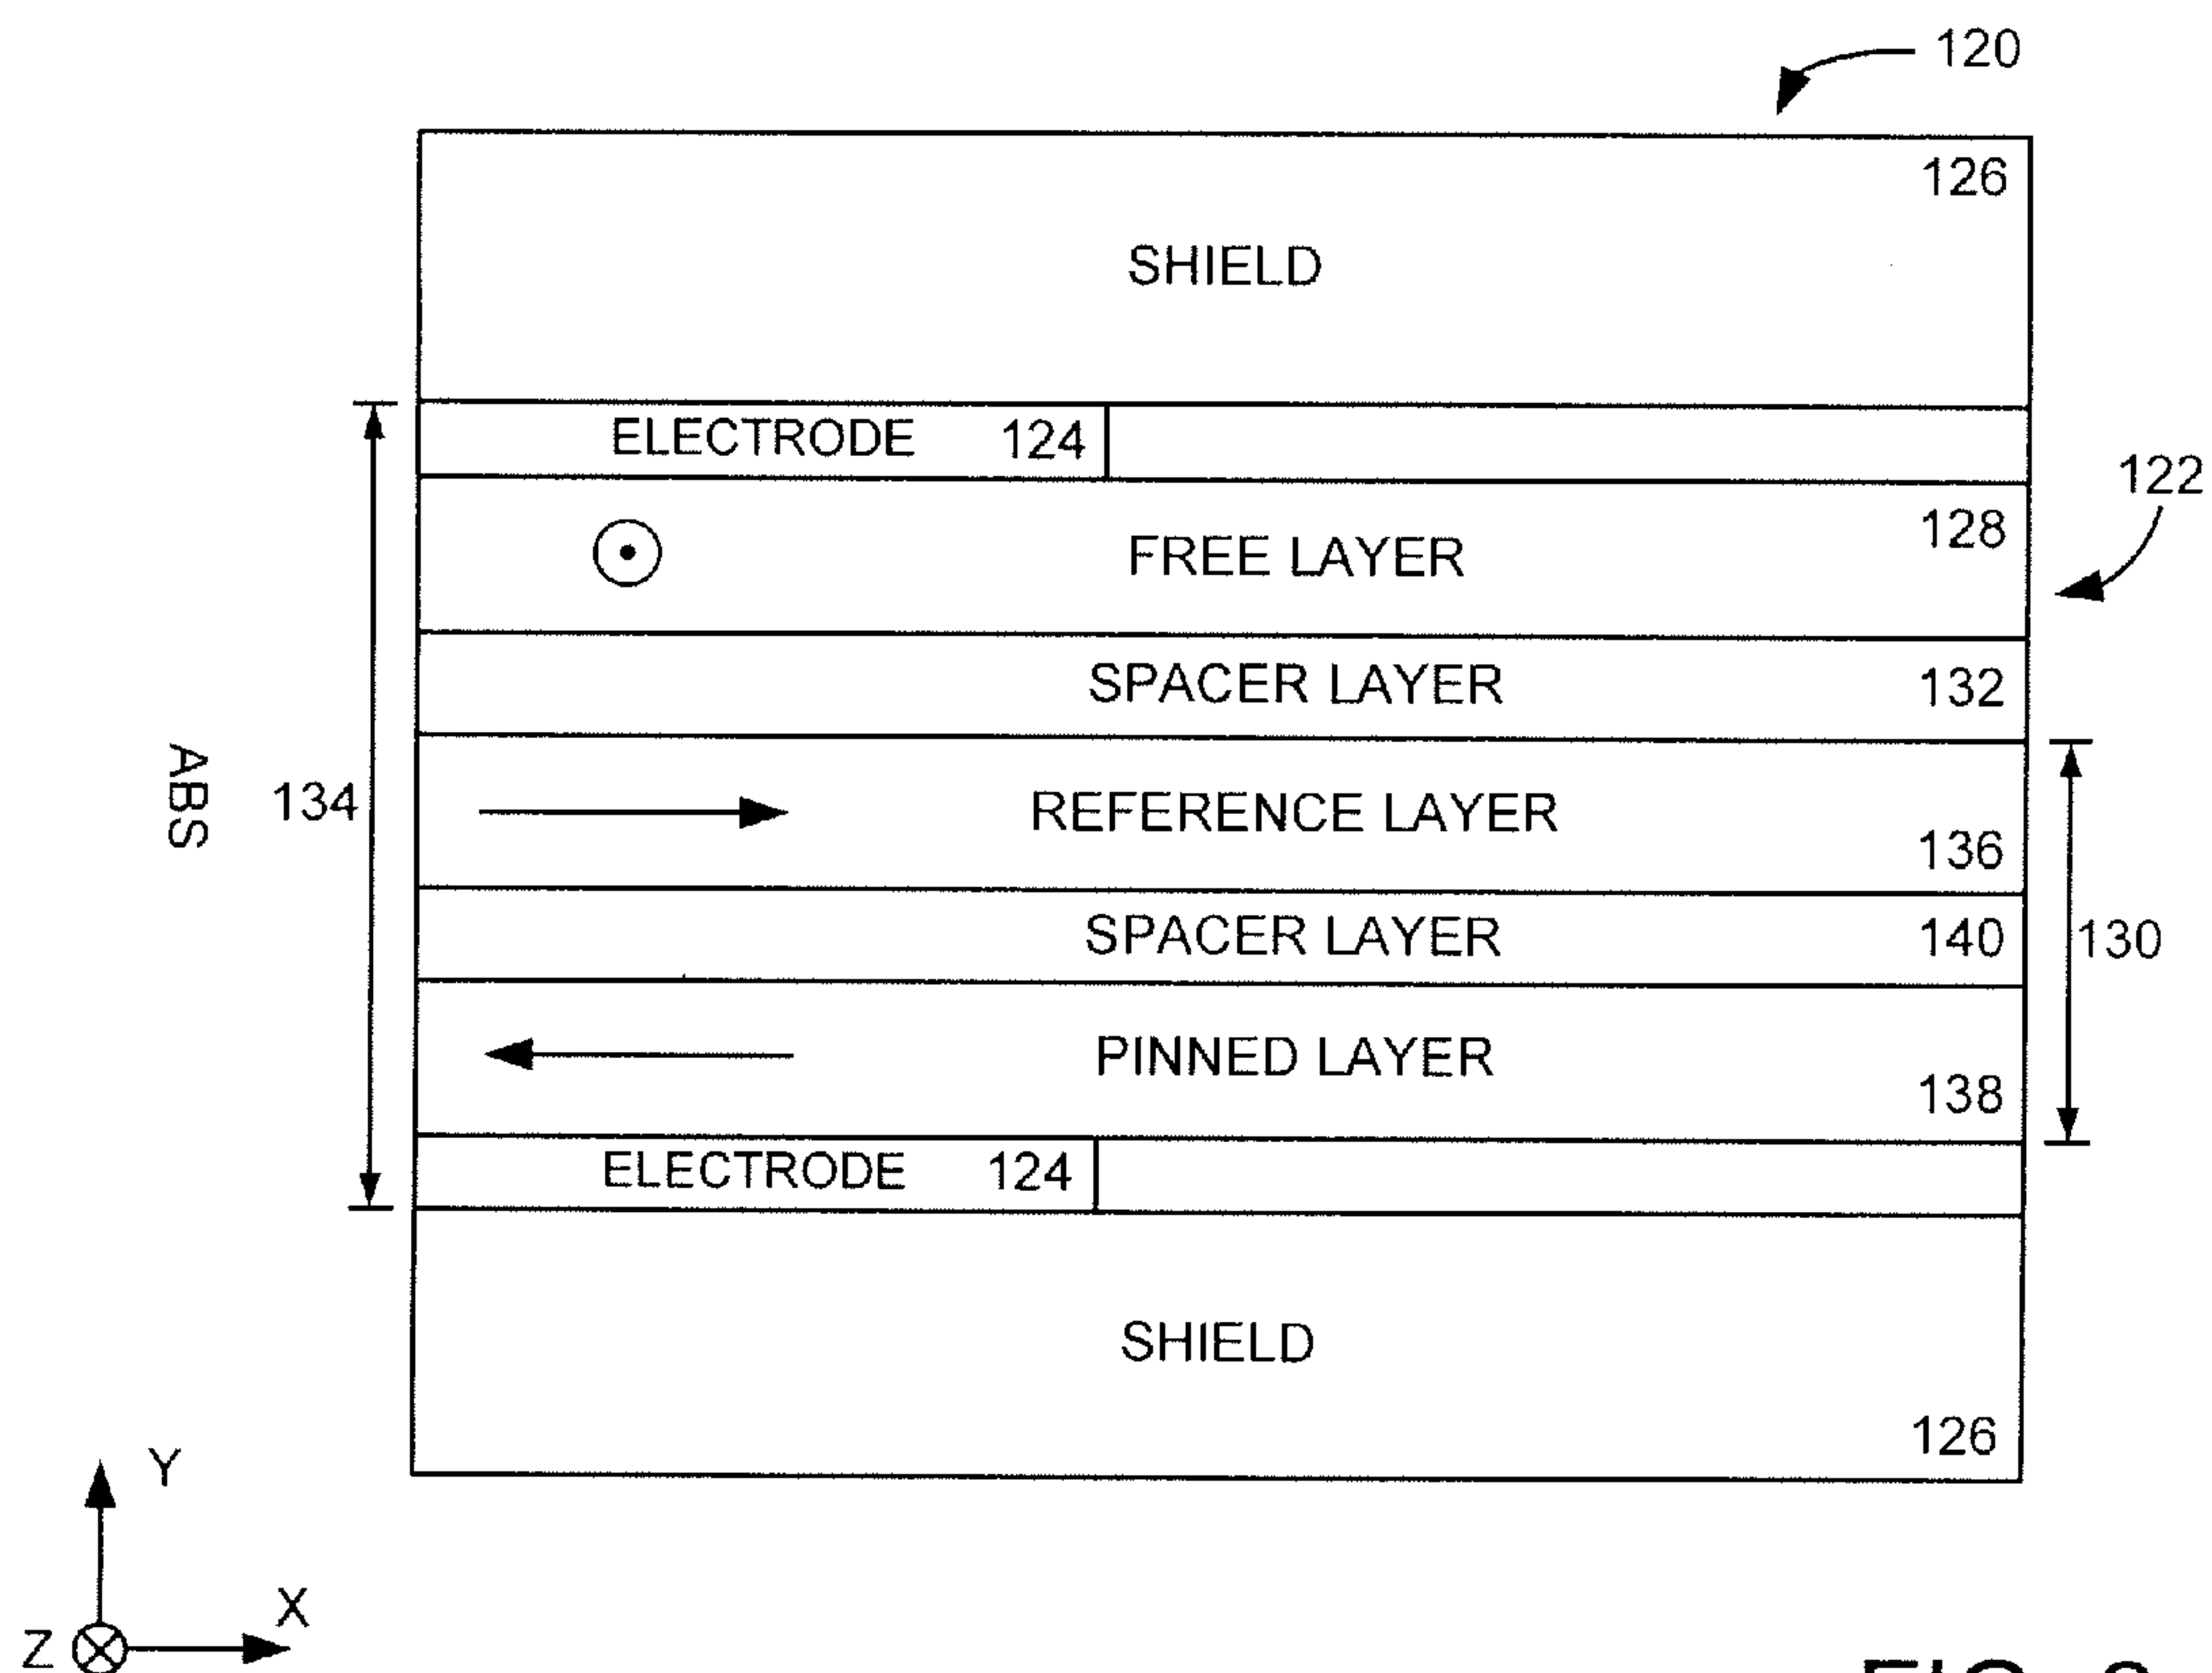 120
126
SHIELD
ELECTRODE 124
122
128
FREE LAYER
SPACER LAYER 132
ABS
134
REFERENCE LAYER
136
SPACER LAYER 140
130
PINNED LAYER
138
ELECTRODE 124
SHIELD
126
Y
X
Z